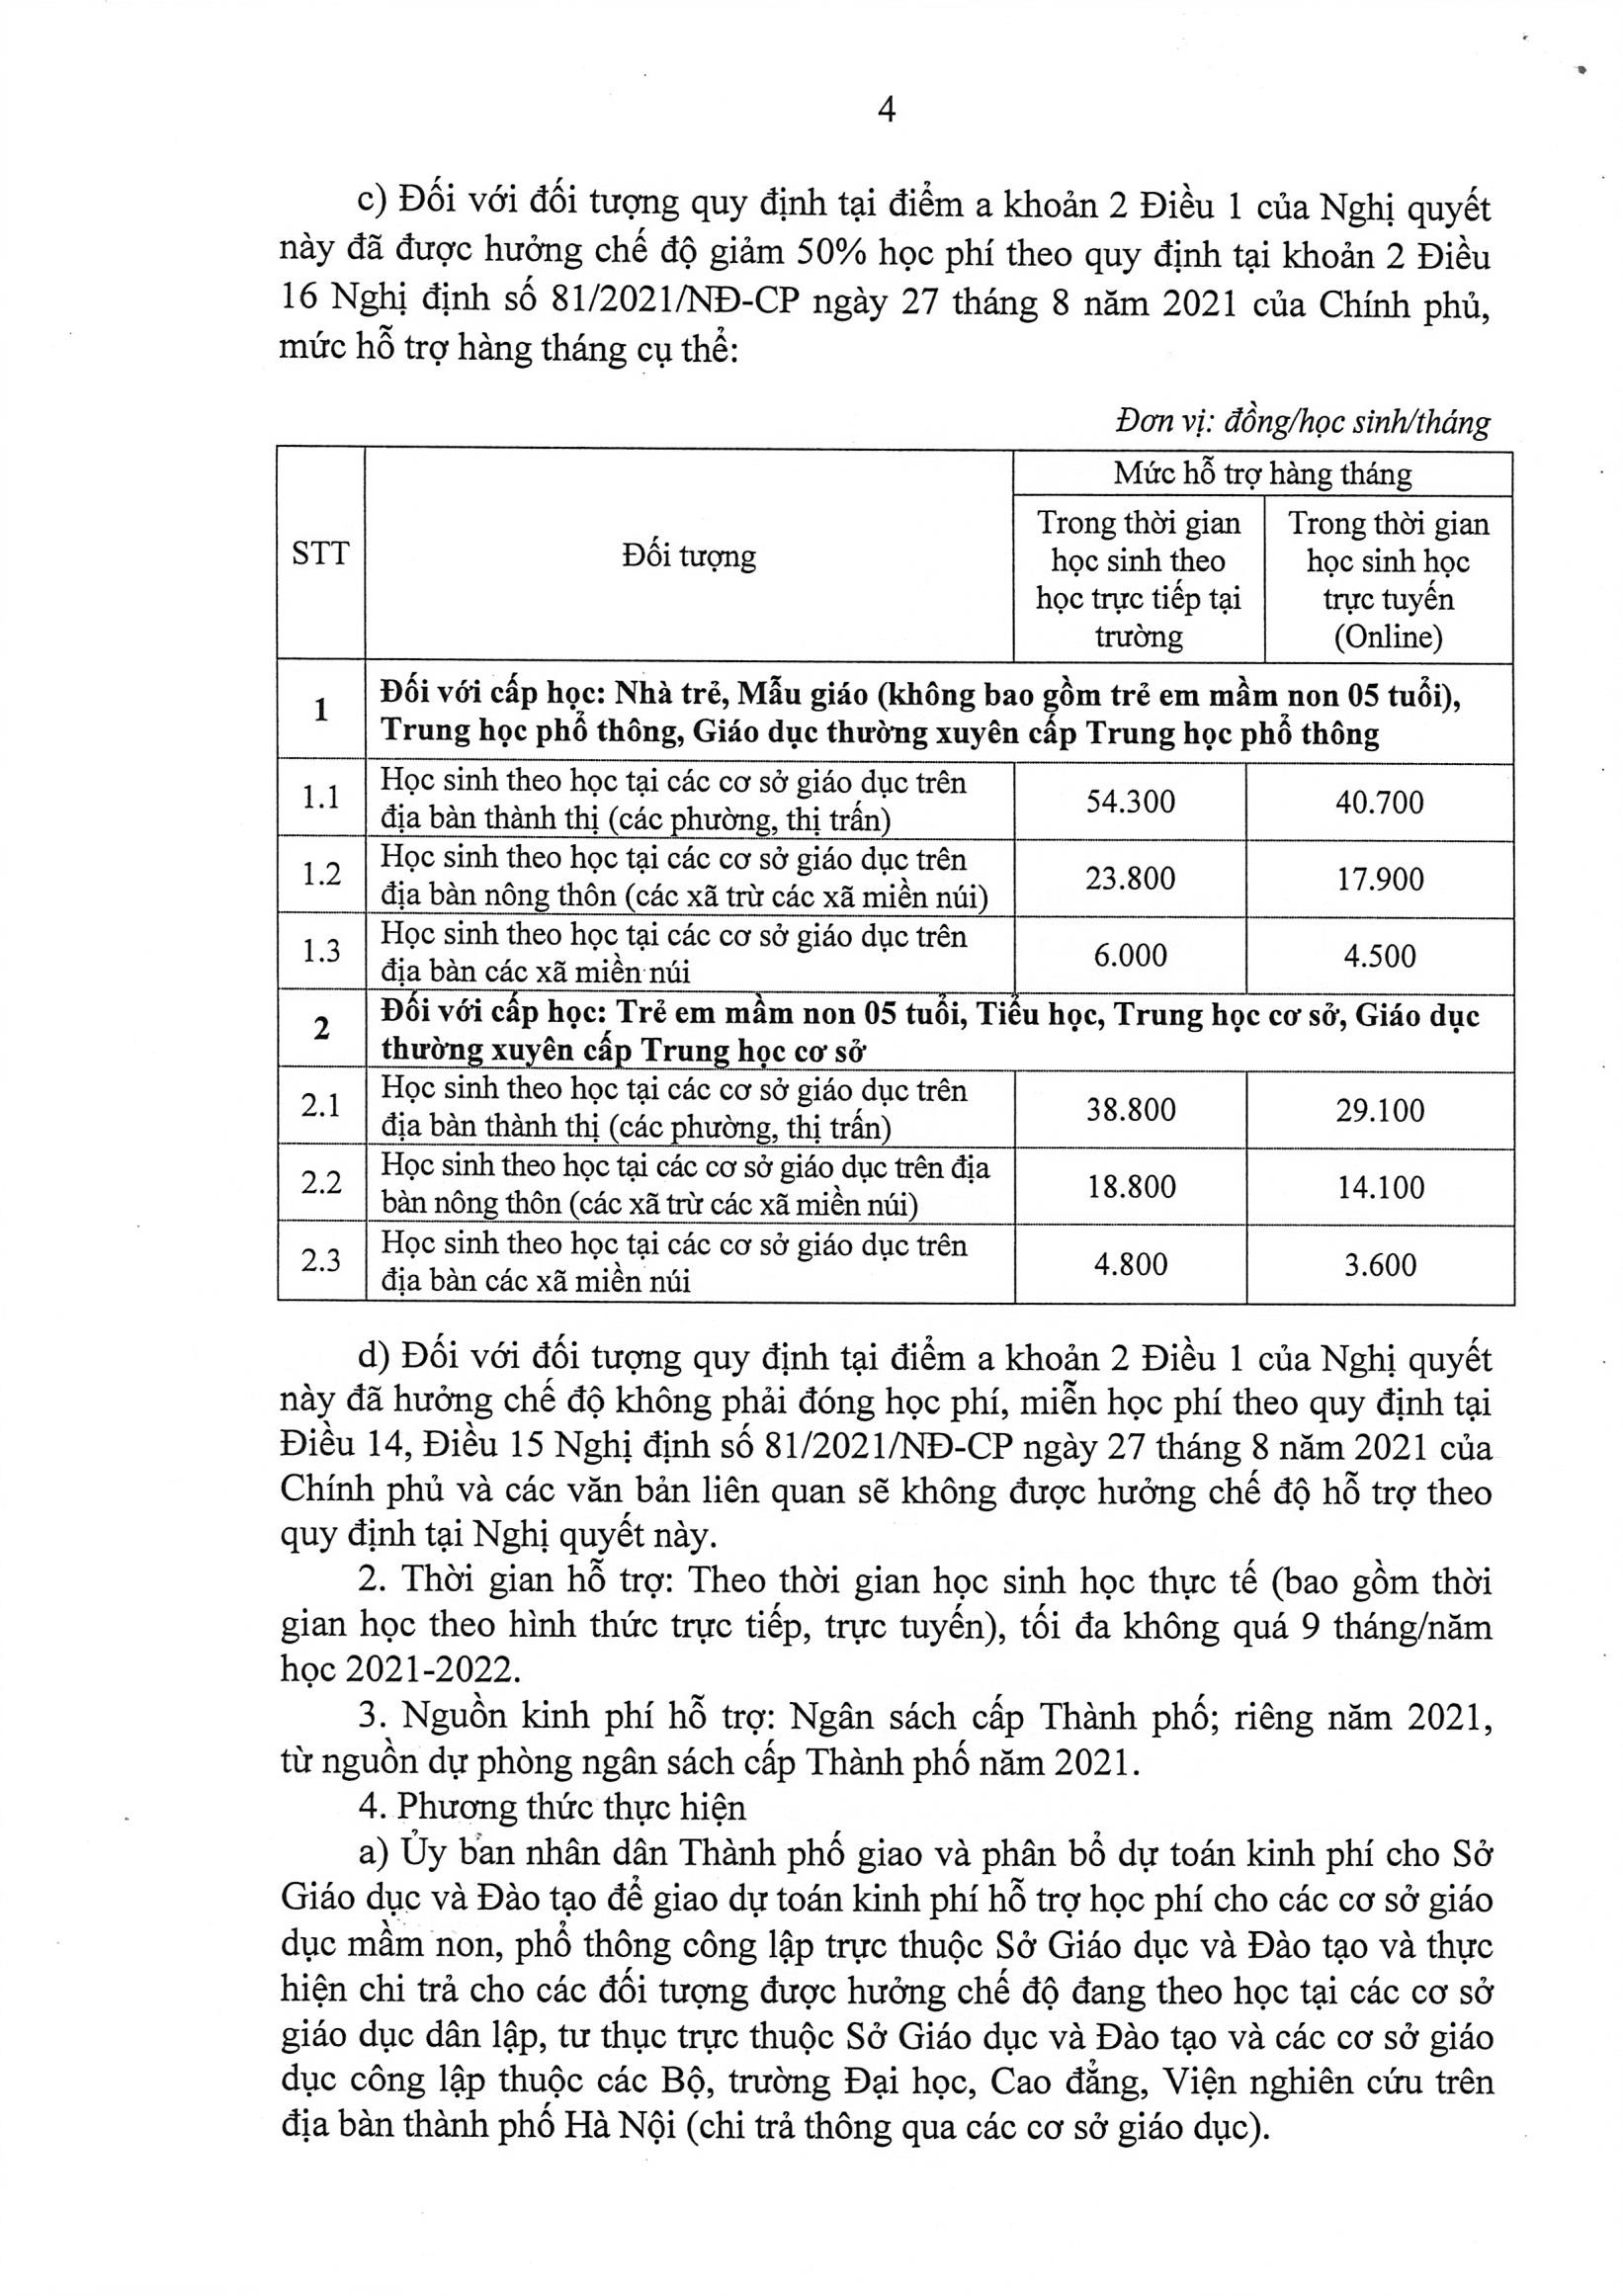 4
c) Đối với đối tượng quy định tại điểm a khoản 2 Điều 1 của Nghị quyết
này đã được hưởng chế độ giảm 50% học phí theo quy định tại khoản 2 Điều
16 Nghị định số 81/2021/NĐ-CP ngày 27 tháng 8 năm 2021 của Chính phủ,
mức hỗ trợ hàng tháng cụ thể:
Đơn vị: đồng/học sinh/tháng
STT
Đối tượng
Mức hỗ trợ hàng tháng
Trong thời gian
học sinh theo
học trực tiếp tại
trường
Trong thời gian
học sinh học
trực tuyến
(Online)
1
Đối với cấp học: Nhà trẻ, Mẫu giáo (không bao gồm trẻ em mầm non 05 tuổi),
Trung học phổ thông, Giáo dục thường xuyên cấp Trung học phổ thông
1.1
Học sinh theo học tại các cơ sở giáo dục trên
địa bàn thành thị (các phường, thị trấn)
54.300
40.700
1.2
Học sinh theo học tại các cơ sở giáo dục trên
địa bàn nông thôn (các xã trừ các xã miền núi)
23.800
17.900
1.3
Học sinh theo học tại các cơ sở giáo dục trên
địa bàn các xã miền núi
6.000
4.500
2
Đối với cấp học: Trẻ em mầm non 05 tuổi, Tiểu học, Trung học cơ sở, Giáo dục
thường xuyên cấp Trung học cơ sở
2.1
Học sinh theo học tại các cơ sở giáo dục trên
địa bàn thành thị (các phường, thị trấn)
38.800
29.100
2.2
Học sinh theo học tại các cơ sở giáo dục trên địa
bàn nông thôn (các xã trừ các xã miền núi)
18.800
14.100
2.3
Học sinh theo học tại các cơ sở giáo dục trên
địa bàn các xã miền núi
4.800
3.600
d) Đối với đối tượng quy định tại điểm a khoản 2 Điều 1 của Nghị quyết
này đã hưởng chế độ không phải đóng học phí, miễn học phí theo quy định tại
Điều 14, Điều 15 Nghị định số 81/2021/NĐ-CP ngày 27 tháng 8 năm 2021 của
Chính phủ và các văn bản liên quan sẽ không được hưởng chế độ hỗ trợ theo
quy định tại Nghị quyết này.
2. Thời gian hỗ trợ: Theo thời gian học sinh học thực tế (bao gồm thời
gian học theo hình thức trực tiếp, trực tuyến), tối đa không quá 9 tháng/năm
học 2021-2022.
3. Nguồn kinh phí hỗ trợ: Ngân sách cấp Thành phố; riêng năm 2021,
từ nguồn dự phòng ngân sách cấp Thành phố năm 2021.
4. Phương thức thực hiện
a) Ủy ban nhân dân Thành phố giao và phân bổ dự toán kinh phí cho Sở
Giáo dục và Đào tạo để giao dự toán kinh phí hỗ trợ học phí cho các cơ sở giáo
dục mầm non, phổ thông công lập trực thuộc Sở Giáo dục và Đào tạo và thực
hiện chi trả cho các đối tượng được hưởng chế độ đang theo học tại các cơ sở
giáo dục dân lập, tư thục trực thuộc Sở Giáo dục và Đào tạo và các cơ sở giáo
dục công lập thuộc các Bộ, trường Đại học, Cao đẳng, Viện nghiên cứu trên
địa bàn thành phố Hà Nội (chi trả thông qua các cơ sở giáo dục).